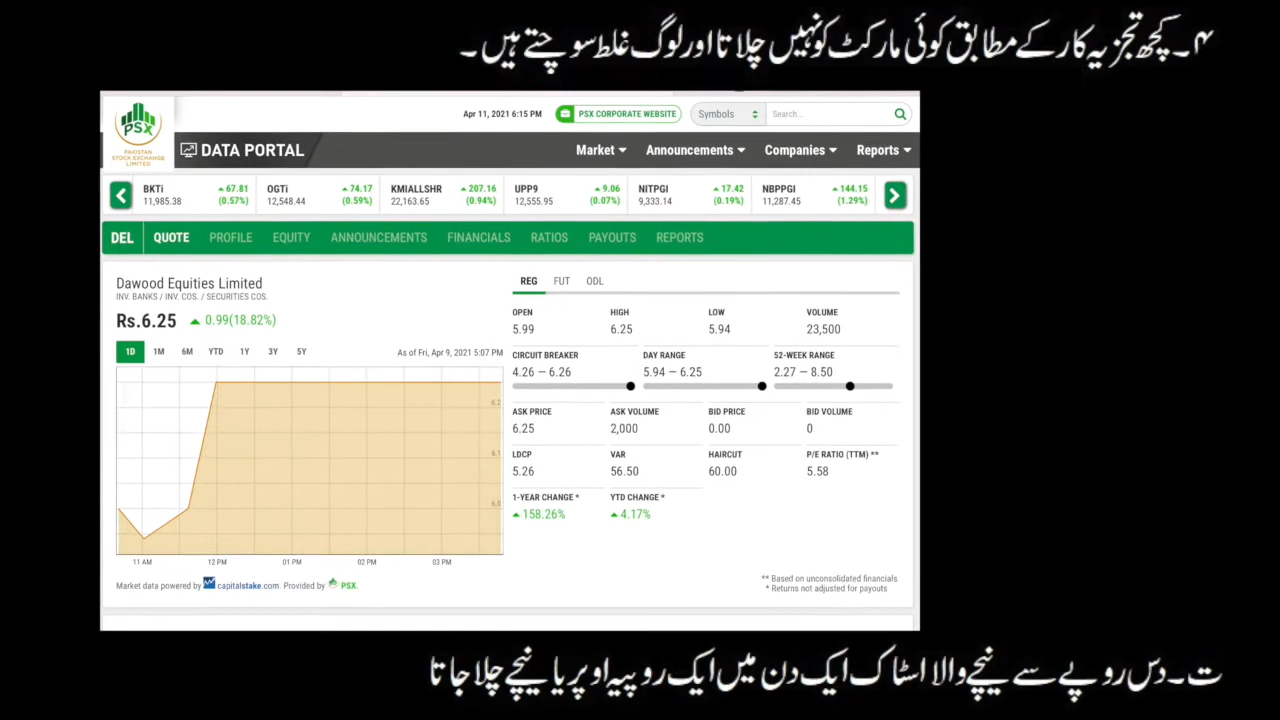 ۴۔ کچھ تجزیہ کار کے مطابق کوئی مارکٹ کو نہیں چلاتا اور لوگ غلط سوچتے ہیں۔
PSX
PAKISTAN
STOCK EXCHANGE
LIMITED
Apr 11, 2021 6:15 PM
PSX CORPORATE WEBSITE
Symbols
Search...
DATA PORTAL
Market Announcements Companies Reports
BKTi 67.81 OGTi 74.17 KMIALLSHR 207.16 UPP9 9.06 NITPGI 17.42 NBPPGI 144.15
11,985.38 (0.57%) 12,548.44 (0.59%) 22,163.65 (0.94%) 12,555.95 (0.07%) 9,333.14 (0.19%) 11,287.45 (1.29%)
DEL QUOTE PROFILE EQUITY ANNOUNCEMENTS FINANCIALS RATIOS PAYOUTS REPORTS
Dawood Equities Limited
INV. BANKS / INV. COS. / SECURITIES COS.
Rs.6.25 0.99(18.82%)
1D 1M 6M YTD 1Y 3Y 5Y
As of Fri, Apr 9, 2021 5:07 PM
6.2
6.1
6.0
11 AM 12 PM 01 PM 02 PM 03 PM
Market data powered by capitalstake.com. Provided by PSX.
REG FUT ODL
OPEN HIGH LOW VOLUME
5.99 6.25 5.94 23,500
CIRCUIT BREAKER DAY RANGE 52-WEEK RANGE
4.26 — 6.26 5.94 — 6.25 2.27 — 8.50
ASK PRICE ASK VOLUME BID PRICE BID VOLUME
6.25 2,000 0.00 0
LDCP VAR HAIRCUT P/E RATIO (TTM) **
5.26 56.50 60.00 5.58
1-YEAR CHANGE * YTD CHANGE *
158.26% 4.17%
** Based on unconsolidated financials
* Returns not adjusted for payouts
ت۔ دس روپے سے نیچے والا اسٹاک ایک دن میں ایک روپیہ اوپر یا نیچے چلا جاتا